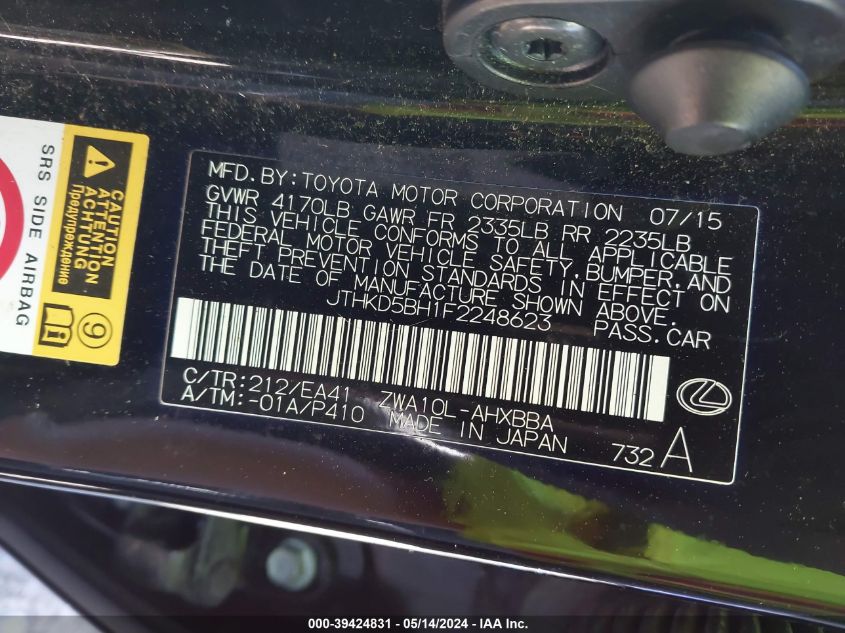 MFD.BY:TOYOTA MOTOR CORPORATION 07/15
GVWR 4170LB GAWR FR 2335LB RR 2235LB
THIS VEHICLE CONFORMS TO ALL APPLICABLE
FEDERAL MOTOR VEHICLE SAFETY,BUMPER,AND
THEFT PREVENTION STANDARDS IN EFFECT ON
THE DATE OF MANUFACTURE SHOWN ABOVE.
JTHKD5BH1F2248623 PASS.CAR
C/TR:212/EA41 ZWA10L-AHXBBA
A/TM:-01A/P410 MADE IN JAPAN 732 A
SRS SIDE AIRBAG
CAUTION
ATTENTION
ACHTUNG
Предупреждение
9
000-39424831 - 05/14/2024 - IAA Inc.